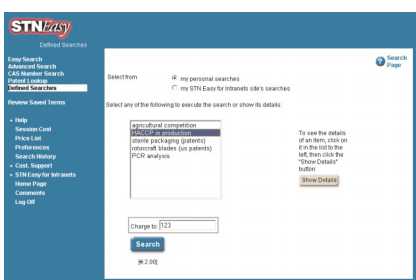 STNEasy
Defined Searches
Easy Search
Advanced Search
CAS Number Search
Patent Lookup
Defined Searches
Review Saved Terms
Help
Session Cost
Price List
Preferences
Search History
Cust. Support
STN Easy for Intranets
Home Page
Comments
Log Off
Search Page
Select from
my personal searches
my STN Easy for Intranets site's searches
Select any of the following to execute the search or show its details:
agricultural competition
HACCP in production
sterile packaging (patents)
rotorcraft blades (us patents)
PCR analysis
To see the details
of an item, click on
it in the list to the
left, then click the
"Show Details"
button:
Show Details
Charge to: 123
Search
2.00]